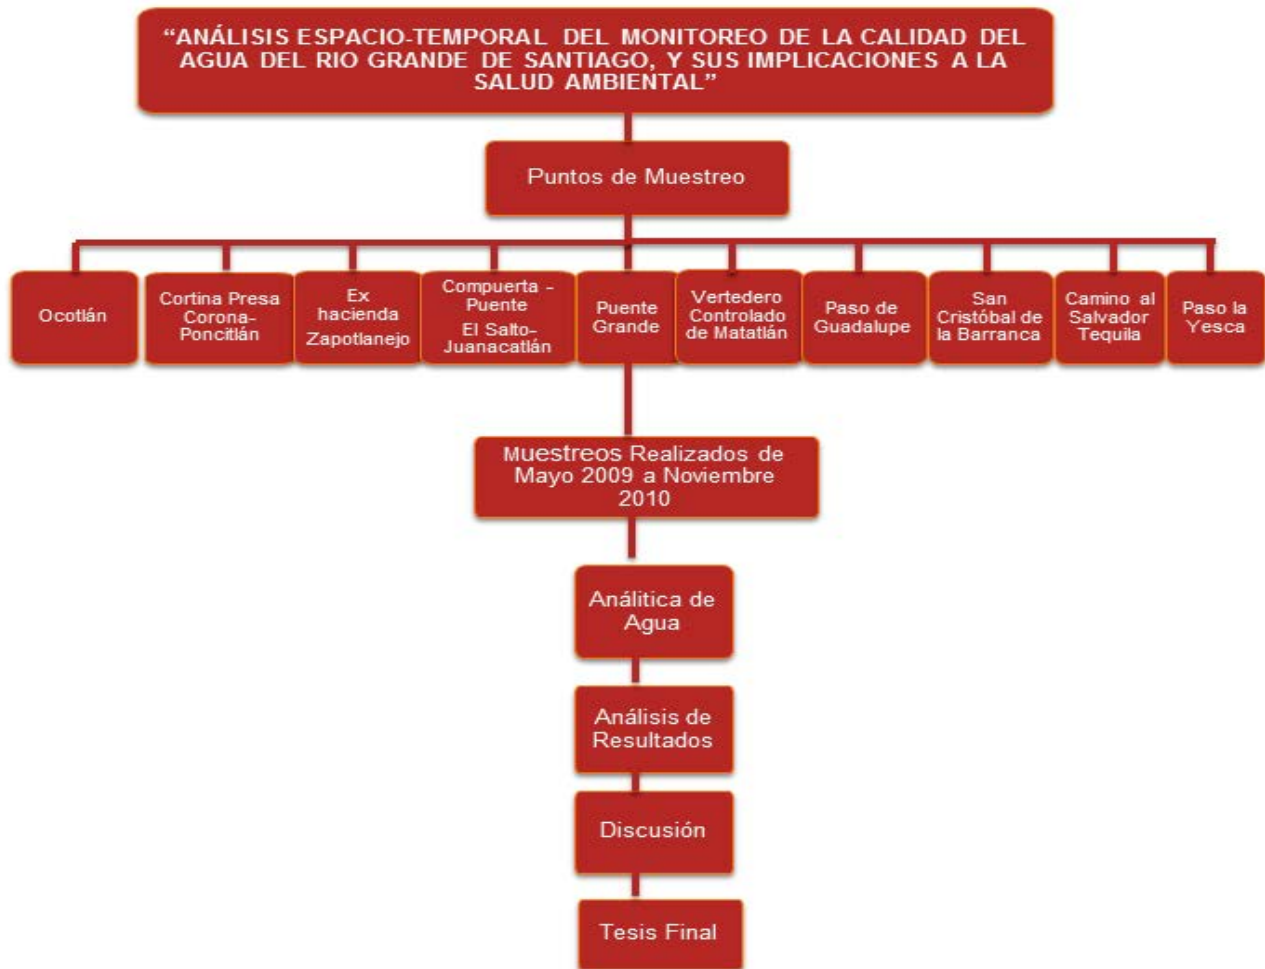 “ANÁLISIS ESPACIO-TEMPORAL DEL MONITOREO DE LA CALIDAD DEL
AGUA DEL RIO GRANDE DE SANTIAGO, Y SUS IMPLICACIONES A LA
SALUD AMBIENTAL”
Puntos de Muestreo
Ocotlán
Cortina Presa
Corona-
Poncitlán
Ex
hacienda
Zapotlanejo
Compuerta –
Puente
El Salto-
Juanacatlán
Puente
Grande
Vertedero
Controlado
de Matatlán
Paso de
Guadalupe
San
Cristóbal de
la Barranca
Camino al
Salvador
Tequila
Paso la
Yesca
Muestreos Realizados de
Mayo 2009 a Noviembre
2010
Análitica de
Agua
Análisis de
Resultados
Discusión
Tesis Final